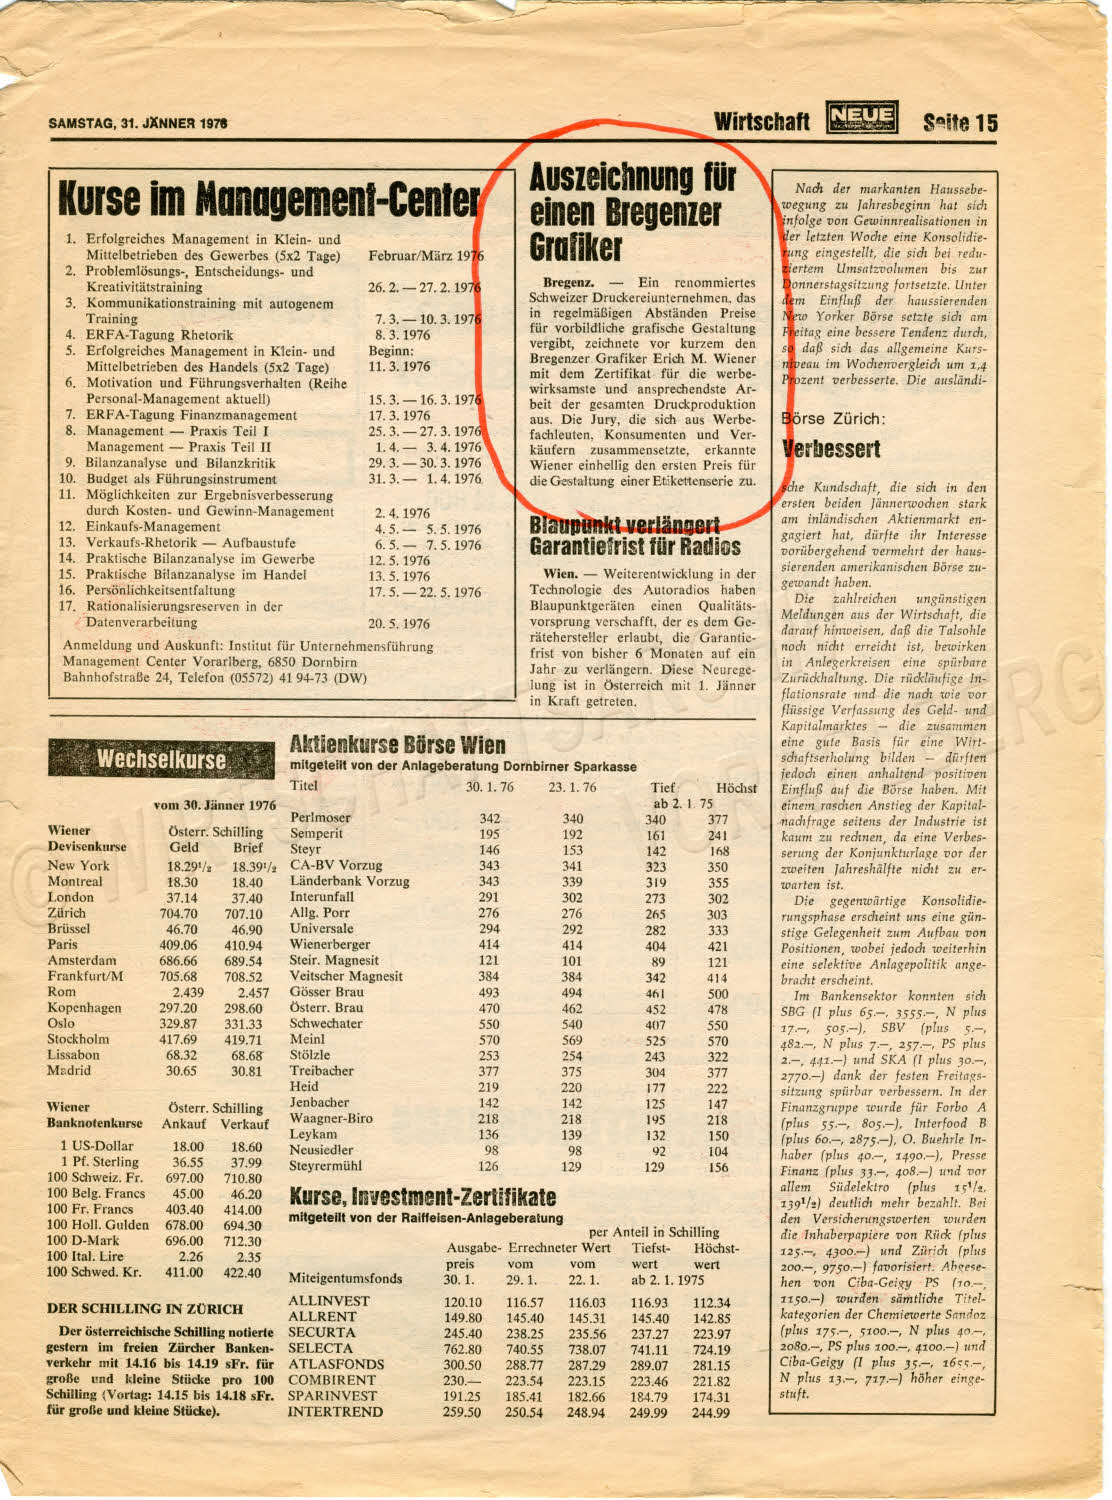 SAMSTAG, 31. JÄNNER 1976
Wirtschaft NEUE Seite 15
Kurse im Management-Center
1. Erfolgreiches Management in Klein- und
Mittelbetrieben des Gewerbes (5x2 Tage) Februar/März 1976
2. Problemlösungs-, Entscheidungs- und
Kreativitätstraining 26. 2. — 27. 2. 1976
3. Kommunikationstraining mit autogenem
Training 7. 3. — 10. 3. 1976
4. ERFA-Tagung Rhetorik 8. 3. 1976
5. Erfolgreiches Management in Klein- und Beginn:
Mittelbetrieben des Handels (5x2 Tage) 11. 3. 1976
6. Motivation und Führungsverhalten (Reihe
Personal-Management aktuell) 15. 3. — 16. 3. 1976
7. ERFA-Tagung Finanzmanagement 17. 3. 1976
8. Management — Praxis Teil I 25. 3. — 27. 3. 1976
Management — Praxis Teil II 1. 4. — 3. 4. 1976
9. Bilanzanalyse und Bilanzkritik 29. 3. — 30. 3. 1976
10. Budget als Führungsinstrument 31. 3. — 1. 4. 1976
11. Möglichkeiten zur Ergebnisverbesserung
durch Kosten- und Gewinn-Management 2. 4. 1976
12. Einkaufs-Management 4. 5. — 5. 5. 1976
13. Verkaufs-Rhetorik — Aufbaustufe 6. 5. — 7. 5. 1976
14. Praktische Bilanzanalyse im Gewerbe 12. 5. 1976
15. Praktische Bilanzanalyse im Handel 13. 5. 1976
16. Persönlichkeitsentfaltung 17. 5. — 22. 5. 1976
17. Rationalisierungsreserven in der
Datenverarbeitung 20. 5. 1976
Anmeldung und Auskunft: Institut für Unternehmensführung
Management Center Vorarlberg, 6850 Dornbirn
Bahnhofstraße 24, Telefon (05572) 41 94-73 (DW)
Auszeichnung für
einen Bregenzer
Grafiker
Bregenz. — Ein renommiertes
Schweizer Druckereiunternehmen, das
in regelmäßigen Abständen Preise
für vorbildliche grafische Gestaltung
vergibt, zeichnete vor kurzem den
Bregenzer Grafiker Erich M. Wiener
mit dem Zertifikat für die werbe-
wirksamste und ansprechendste Ar-
beit der gesamten Druckproduktion
aus. Die Jury, die sich aus Werbe-
fachleuten, Konsumenten und Ver-
käufern zusammensetzte, erkannte
Wiener einhellig den ersten Preis für
die Gestaltung einer Etikettenserie zu.
Blaupunkt verlängert
Garantiefrist für Radios
Wien. — Weiterentwicklung in der
Technologie des Autoradios haben
Blaupunktgeräten einen Qualitäts-
vorsprung verschafft, der es dem Ge-
rätehersteller erlaubt, die Garantie-
frist von bisher 6 Monaten auf ein
Jahr zu verlängern. Diese Neurege-
lung ist in Österreich mit 1. Jänner
in Kraft getreten.
Nach der markanten Haussebe-
wegung zu Jahresbeginn hat sich
infolge von Gewinnrealisationen in
der letzten Woche eine Konsolidie-
rung eingestellt, die sich bei redu-
ziertem Umsatzvolumen bis zur
Donnerstagsitzung fortsetzte. Unter
dem Einfluß der haussierenden
New Yorker Börse setzte sich am
Freitag eine bessere Tendenz durch,
so daß sich das allgemeine Kurs-
niveau im Wochenvergleich um 1,4
Prozent verbesserte. Die ausländi-
Börse Zürich:
Verbessert
sche Kundschaft, die sich in den
ersten beiden Jännerwochen stark
am inländischen Aktienmarkt en-
gagiert hat, dürfte ihr Interesse
vorübergehend vermehrt der haus-
sierenden amerikanischen Börse zu-
gewandt haben.
Die zahlreichen ungünstigen
Meldungen aus der Wirtschaft, die
darauf hinweisen, daß die Talsohle
noch nicht erreicht ist, bewirken
in Anlegerkreisen eine spürbare
Zurückhaltung. Die rückläufige In-
flationsrate und die nach wie vor
flüssige Verfassung des Geld- und
Kapitalmarktes — die zusammen
eine gute Basis für eine Wirt-
schaftserholung bilden — dürften
jedoch einen anhaltend positiven
Einfluß auf die Börse haben. Mit
einem raschen Anstieg der Kapital-
nachfrage seitens der Industrie ist
kaum zu rechnen, da eine Verbes-
serung der Konjunkturlage vor der
zweiten Jahreshälfte nicht zu er-
warten ist.
Die gegenwärtige Konsolidie-
rungsphase erscheint uns eine gün-
stige Gelegenheit zum Aufbau von
Positionen, wobei jedoch weiterhin
eine selektive Anlagepolitik ange-
bracht erscheint.
Im Bankensektor konnten sich
SBG (I plus 65.—, 3555.—, N plus
17.—, 505.—), SBV (plus 5.—,
482.—, N plus 7.—, 257.—, PS plus
2.—, 441.—) und SKA (I plus 30.—,
2770.—) dank der festen Freitags-
sitzung spürbar verbessern. In der
Finanzgruppe wurde für Forbo A
(plus 55.—, 805.—), Interfood B
(plus 60.—, 2875.—), O. Buehrle In-
haber (plus 40.—, 1490.—), Presse
Finanz (plus 33.—, 408.—) und vor
allem Südelektro (plus 15¹/₂,
139¹/₂) deutlich mehr bezahlt. Bei
den Versicherungswerten wurden
die Inhaberpapiere von Rück (plus
125.—, 4300.—) und Zürich (plus
200.—, 9750.—) favorisiert. Abgese-
hen von Ciba-Geigy PS (10.—,
1150.—) wurden sämtliche Titel-
kategorien der Chemiewerte Sandoz
(plus 175.—, 5100.—, N plus 40.—,
2080.—, PS plus 100.—, 4100.—) und
Ciba-Geigy (I plus 35.—, 1655.—,
N plus 13.—, 717.—) höher einge-
stuft.
Wechselkurse
vom 30. Jänner 1976
Wiener Österr. Schilling
Devisenkurse Geld Brief
New York 18.29¹/₂ 18.39¹/₂
Montreal 18.30 18.40
London 37.14 37.40
Zürich 704.70 707.10
Brüssel 46.70 46.90
Paris 409.06 410.94
Amsterdam 686.66 689.54
Frankfurt/M 705.68 708.52
Rom 2.439 2.457
Kopenhagen 297.20 298.60
Oslo 329.87 331.33
Stockholm 417.69 419.71
Lissabon 68.32 68.68
Madrid 30.65 30.81
Wiener Österr. Schilling
Banknotenkurse Ankauf Verkauf
1 US-Dollar 18.00 18.60
1 Pf. Sterling 36.55 37.99
100 Schweiz. Fr. 697.00 710.80
100 Belg. Francs 45.00 46.20
100 Fr. Francs 403.40 414.00
100 Holl. Gulden 678.00 694.30
100 D-Mark 696.00 712.30
100 Ital. Lire 2.26 2.35
100 Schwed. Kr. 411.00 422.40
DER SCHILLING IN ZÜRICH
Der österreichische Schilling notierte
gestern im freien Zürcher Banken-
verkehr mit 14.16 bis 14.19 sFr. für
große und kleine Stücke pro 100
Schilling (Vortag: 14.15 bis 14.18 sFr.
für große und kleine Stücke).
Aktienkurse Börse Wien
mitgeteilt von der Anlageberatung Dornbirner Sparkasse
Titel 30. 1. 76 23. 1. 76 Tief Höchst
ab 2. 1. 75
Perlmoser 342 340 340 377
Semperit 195 192 161 241
Steyr 146 153 142 168
CA-BV Vorzug 343 341 323 350
Länderbank Vorzug 343 339 319 355
Interunfall 291 302 273 302
Allg. Porr 276 276 265 303
Universale 294 292 282 333
Wienerberger 414 414 404 421
Steir. Magnesit 121 101 89 121
Veitscher Magnesit 384 384 342 414
Gösser Brau 493 494 461 500
Österr. Brau 470 462 452 478
Schwechater 550 540 407 550
Meinl 570 569 525 570
Stölzle 253 254 243 322
Treibacher 377 375 304 377
Heid 219 220 177 222
Jenbacher 142 142 125 147
Waagner-Biro 218 218 195 218
Leykam 136 139 132 150
Neusiedler 98 98 92 104
Steyrermühl 126 129 129 156
Kurse, Investment-Zertifikate
mitgeteilt von der Raiffeisen-Anlageberatung
per Anteil in Schilling
Ausgabe- Errechneter Wert Tiefst- Höchst-
preis vom vom wert wert
Miteigentumsfonds 30. 1. 29. 1. 22. 1. ab 2. 1. 1975
ALLINVEST 120.10 116.57 116.03 116.93 112.34
ALLRENT 149.80 145.40 145.31 145.40 142.85
SECURTA 245.40 238.25 235.56 237.27 223.97
SELECTA 762.80 740.55 738.07 741.11 724.19
ATLASFONDS 300.50 288.77 287.29 289.07 281.15
COMBIRENT 230.— 223.54 223.15 223.46 221.82
SPARINVEST 191.25 185.41 182.66 184.79 174.31
INTERTREND 259.50 250.54 248.94 249.99 244.99